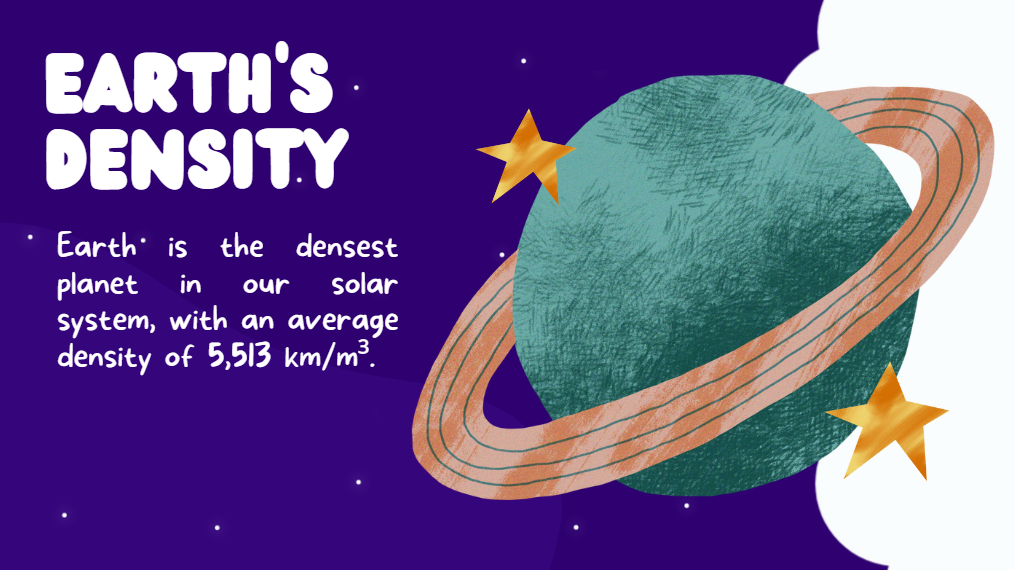 EARTH'S
DENSITY
Earth is the densest
planet in our solar
system, with an average
density of 5,513 km/m³.